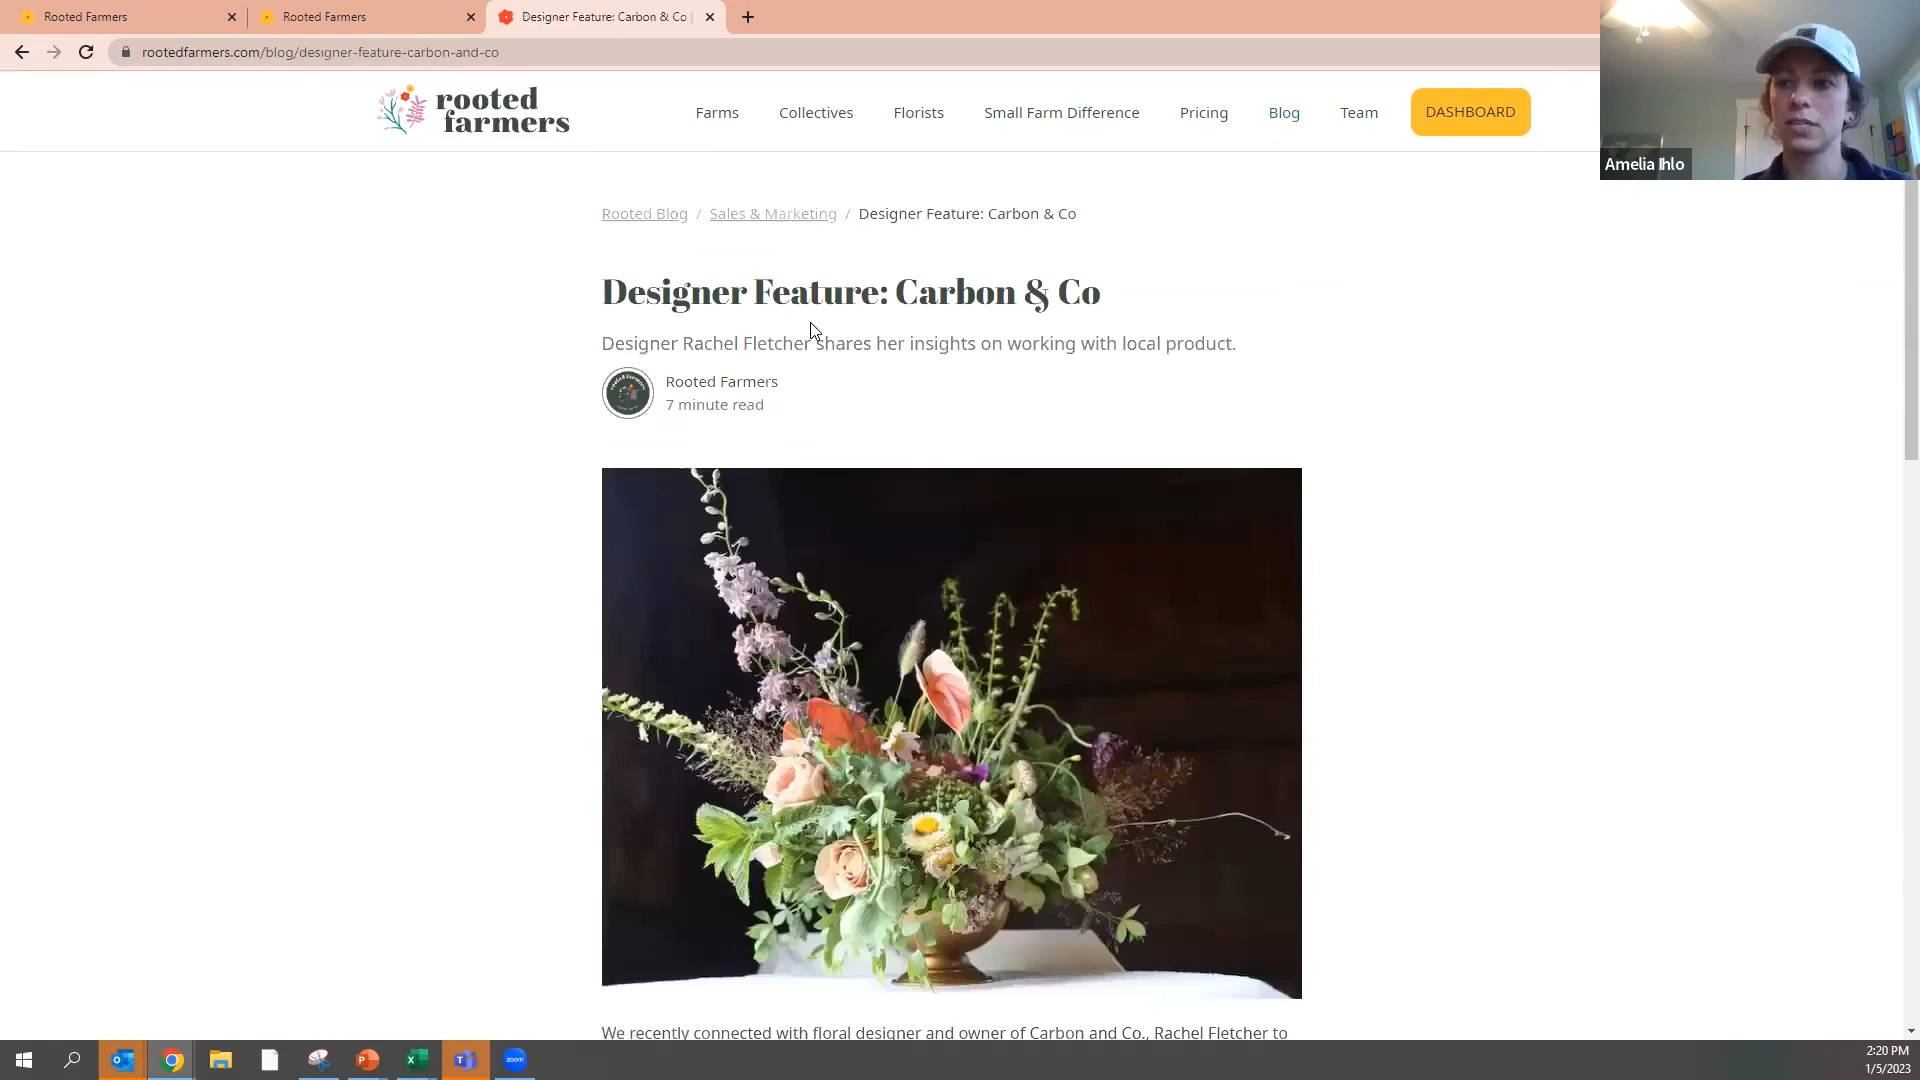 Rooted Farmers
Rooted Farmers
Designer Feature: Carbon & Co |
rootedfarmers.com/blog/designer-feature-carbon-and-co
rooted
farmers
Farms
Collectives
Florists
Small Farm Difference
Pricing
Blog
Team
DASHBOARD
Amelia Ihlo
Rooted Blog / Sales & Marketing / Designer Feature: Carbon & Co
Designer Feature: Carbon & Co
Designer Rachel Fletcher shares her insights on working with local product.
Rooted Farmers
7 minute read
We recently connected with floral designer and owner of Carbon and Co., Rachel Fletcher to
zoom
2:20 PM
1/5/2023